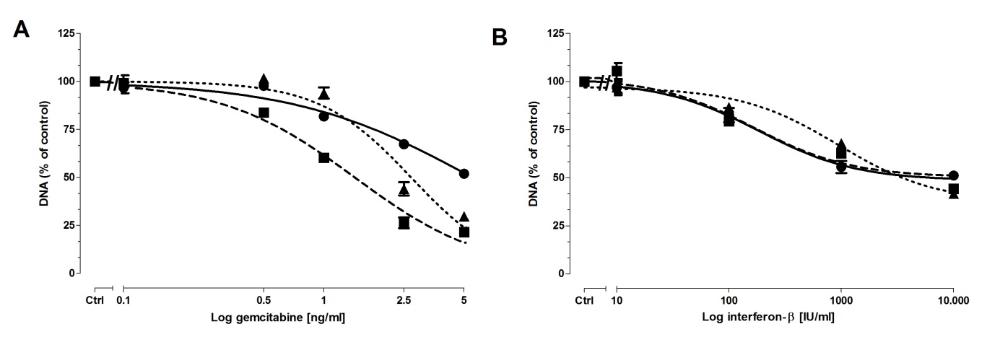 A
125
100
75
50
25
0
DNA (% of control)
Ctrl 0.1 0.5 1 2.5 5
Log gemcitabine [ng/ml]
B
125
100
75
50
25
0
DNA (% of control)
Ctrl 10 100 1000 10.000
Log interferon-β [IU/ml]